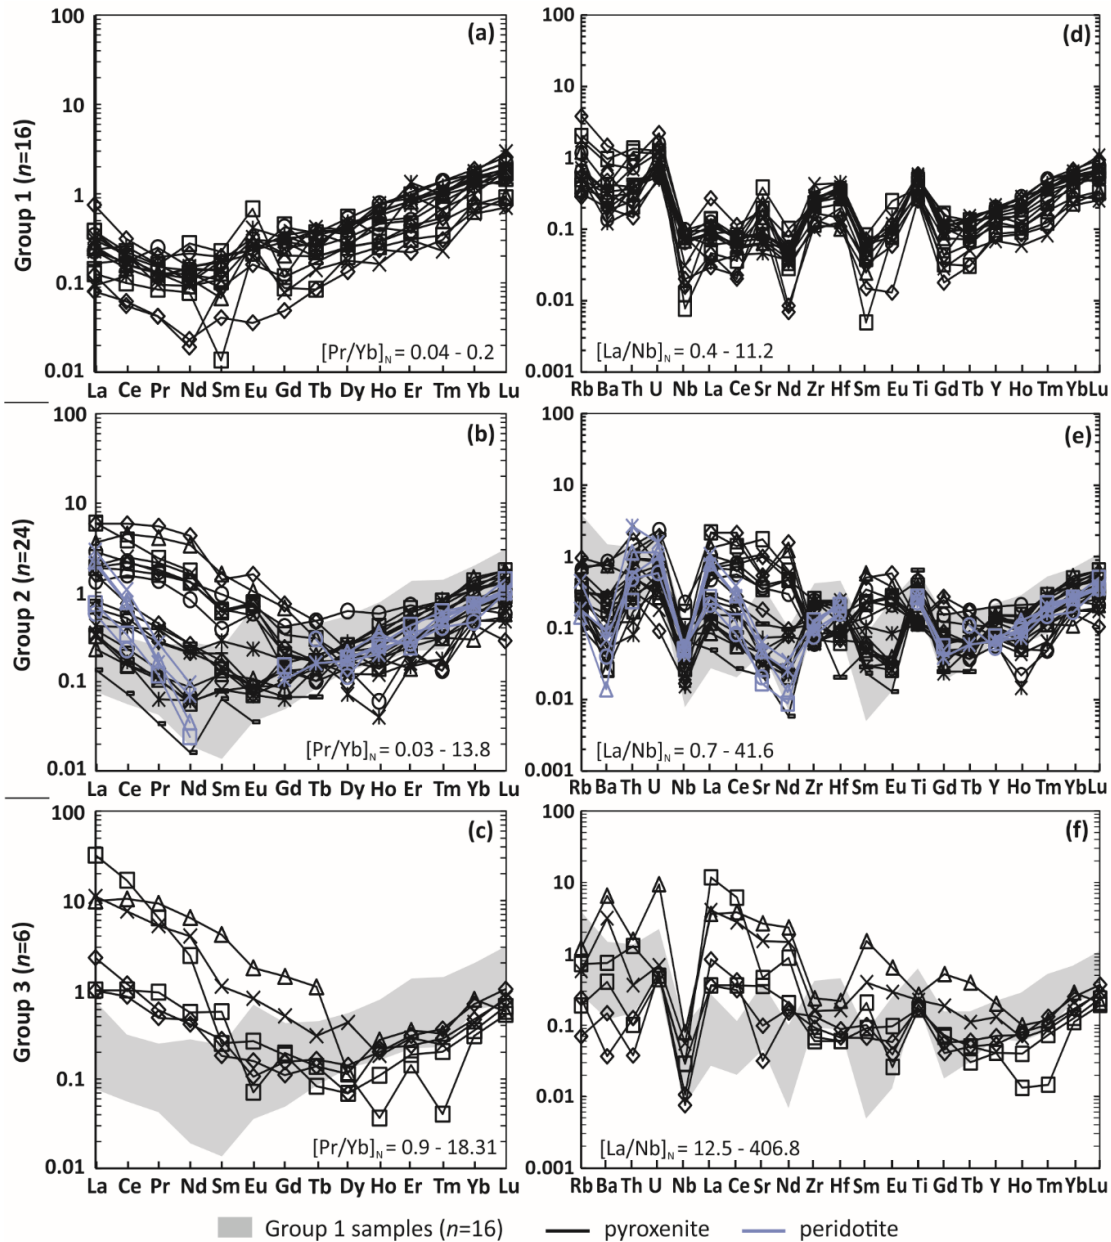 Group 1 (n=16)
100
10
1
0.1
0.01
(a)
[Pr/Yb]N = 0.04 - 0.2
La Ce Pr Nd Sm Eu Gd Tb Dy Ho Er Tm Yb Lu
100
10
1
0.1
0.01
0.001
(d)
[La/Nb]N = 0.4 - 11.2
Rb Ba Th U Nb La Ce Sr Nd Zr Hf Sm Eu Ti Gd Tb Y Ho Tm Yb Lu
Group 2 (n=24)
100
10
1
0.1
0.01
(b)
[Pr/Yb]N = 0.03 - 13.8
La Ce Pr Nd Sm Eu Gd Tb Dy Ho Er Tm Yb Lu
100
10
1
0.1
0.01
0.001
(e)
[La/Nb]N = 0.7 - 41.6
Rb Ba Th U Nb La Ce Sr Nd Zr Hf Sm Eu Ti Gd Tb Y Ho Tm Yb Lu
Group 3 (n=6)
100
10
1
0.1
0.01
(c)
[Pr/Yb]N = 0.9 - 18.31
La Ce Pr Nd Sm Eu Gd Tb Dy Ho Er Tm Yb Lu
100
10
1
0.1
0.01
0.001
(f)
[La/Nb]N = 12.5 - 406.8
Rb Ba Th U Nb La Ce Sr Nd Zr Hf Sm Eu Ti Gd Tb Y Ho Tm Yb Lu
Group 1 samples (n=16) pyroxenite peridotite